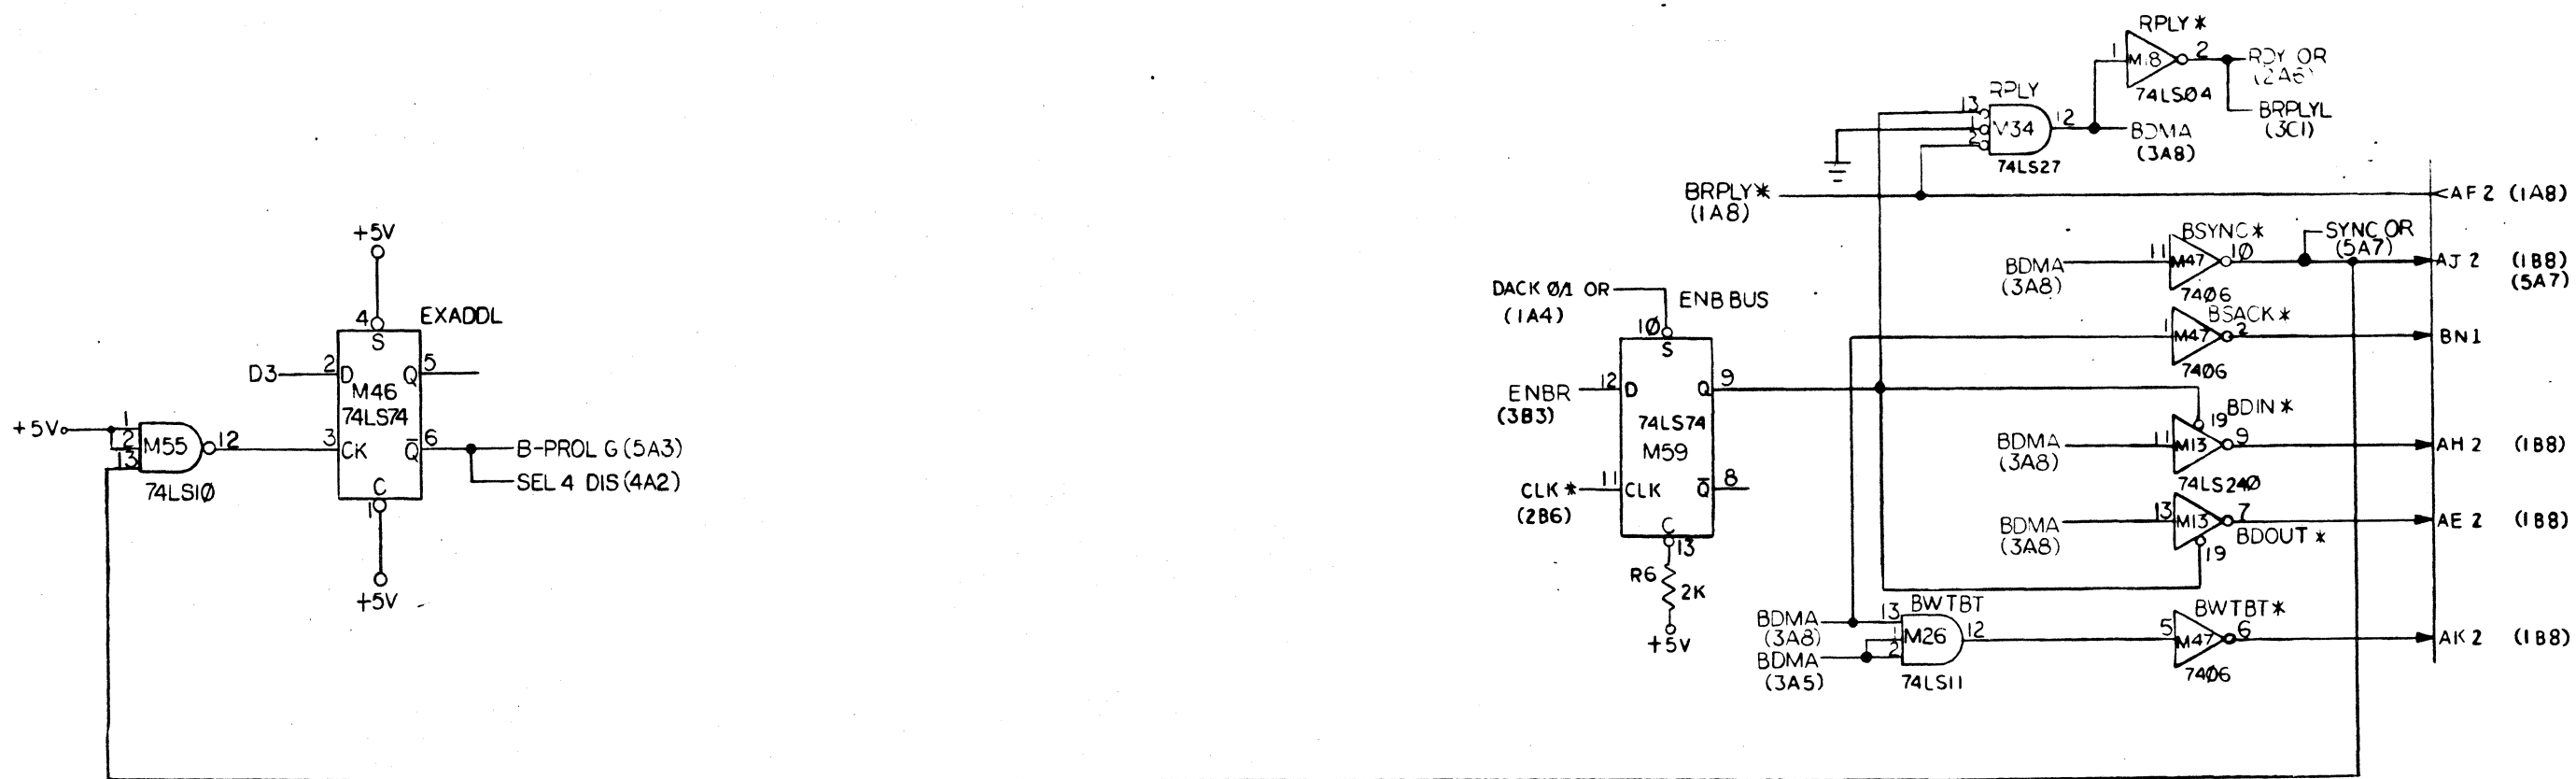 +5V
4
EXADDL
S
D3
2
D
Q
5
M46
74LS74
+5V
1
2
13
M55
12
74LS10
3
CK
Q̅
6
B-PROL G (5A3)
SEL 4 DIS (4A2)
C
1
+5V
RPLY*
1
M18
2
74LS04
RDY OR
(2A6)
BRPLYL
(3C1)
RPLY
13
1
2
M34
12
74LS27
BDMA
(3A8)
BRPLY*
(1A8)
AF 2 (1A8)
BSYNC*
BDMA
(3A8)
11
M47
10
7406
SYNC OR
(5A7)
AJ 2 (1B8)
(5A7)
DACK 0/1 OR
(1A4)
ENB BUS
10
S
BSACK*
1
M47
2
7406
BN1
ENBR
(3B3)
12
D
Q
9
74LS74
M59
CLK*
(2B6)
11
CLK
Q̅
8
C
13
R6
2K
+5V
19
BDIN*
BDMA
(3A8)
11
M13
9
74LS240
AH 2 (1B8)
BDMA
(3A8)
13
M13
7
BDOUT*
19
AE 2 (1B8)
BWTBT
BDMA
(3A8)
BDMA
(3A5)
13
1
2
M26
12
74LS11
BWTBT*
5
M47
6
7406
AK 2 (1B8)